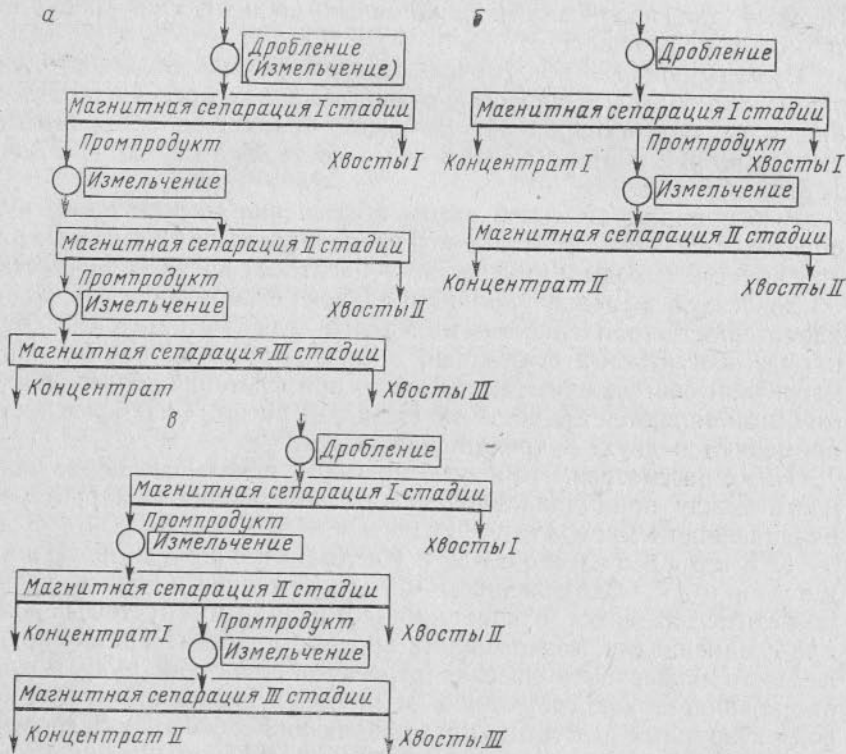 а
Дробление
(Измельчение)
Магнитная сепарация I стадии
Промпродукт
Хвосты I
Измельчение
Магнитная сепарация II стадии
Промпродукт
Хвосты II
Измельчение
Магнитная сепарация III стадии
Концентрат
Хвосты III
б
Дробление
Магнитная сепарация I стадии
Концентрат I
Промпродукт
Хвосты I
Измельчение
Магнитная сепарация II стадии
Концентрат II
Хвосты II
в
Дробление
Магнитная сепарация I стадии
Промпродукт
Хвосты I
Измельчение
Магнитная сепарация II стадии
Концентрат I
Промпродукт
Хвосты II
Измельчение
Магнитная сепарация III стадии
Концентрат II
Хвосты III